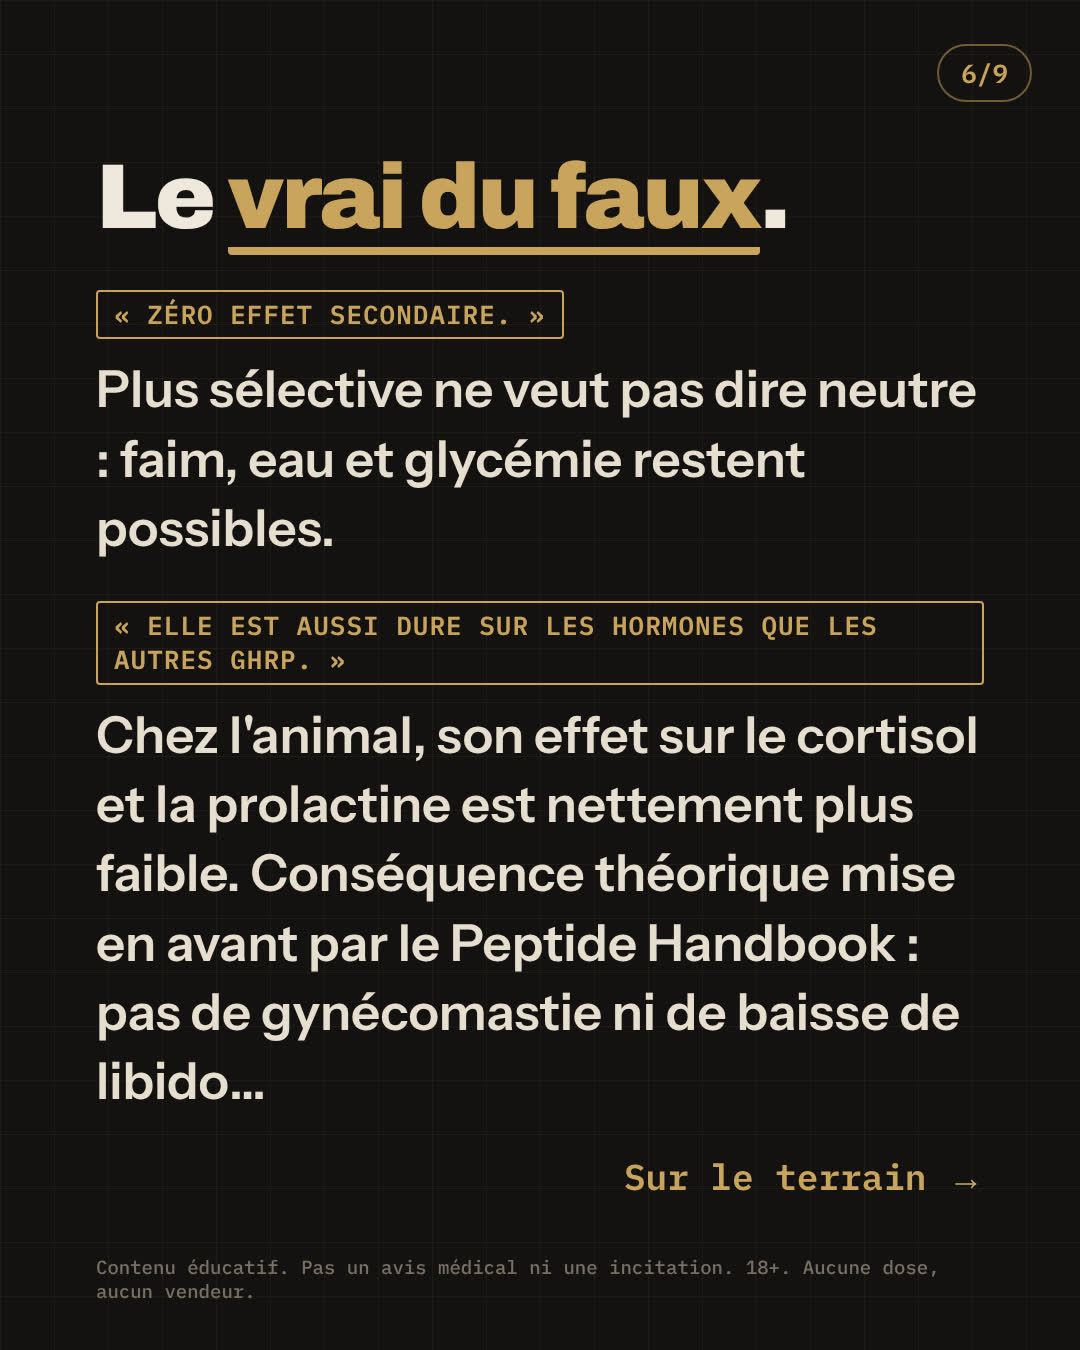 6/9
Le vrai du faux.
« ZÉRO EFFET SECONDAIRE. »
Plus sélective ne veut pas dire neutre
: faim, eau et glycémie restent
possibles.
« ELLE EST AUSSI DURE SUR LES HORMONES QUE LES
AUTRES GHRP. »
Chez l'animal, son effet sur le cortisol
et la prolactine est nettement plus
faible. Conséquence théorique mise
en avant par le Peptide Handbook :
pas de gynécomastie ni de baisse de
libido...
Sur le terrain →
Contenu éducatif. Pas un avis médical ni une incitation. 18+. Aucune dose,
aucun vendeur.